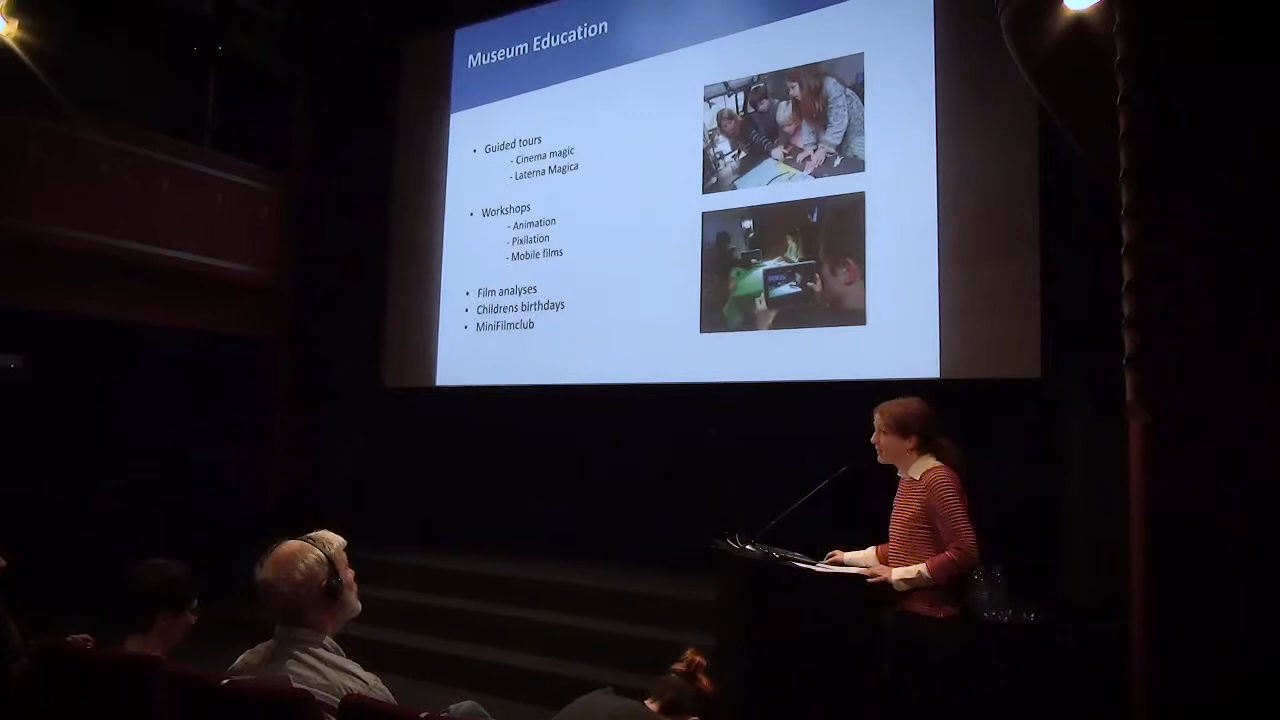 Museum Education
• Guided tours
- Cinema magic
- Laterna Magica
• Workshops
- Animation
- Pixilation
- Mobile films
• Film analyses
• Childrens birthdays
• MiniFilmclub